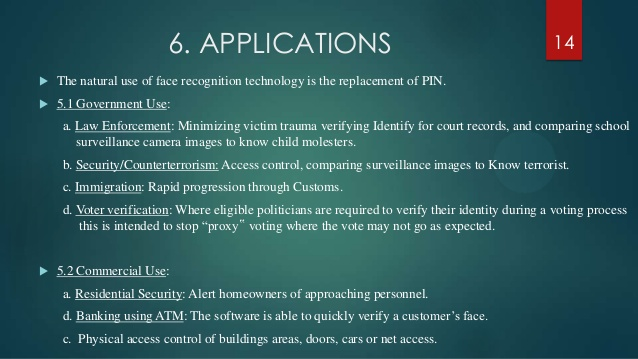 6. APPLICATIONS
14
The natural use of face recognition technology is the replacement of PIN.
5.1 Government Use:
a. Law Enforcement: Minimizing victim trauma verifying Identify for court records, and comparing school
surveillance camera images to know child molesters.
b. Security/Counterterrorism: Access control, comparing surveillance images to Know terrorist.
c. Immigration: Rapid progression through Customs.
d. Voter verification: Where eligible politicians are required to verify their identity during a voting process
this is intended to stop “proxy‟ voting where the vote may not go as expected.
5.2 Commercial Use:
a. Residential Security: Alert homeowners of approaching personnel.
d. Banking using ATM: The software is able to quickly verify a customer’s face.
c. Physical access control of buildings areas, doors, cars or net access.